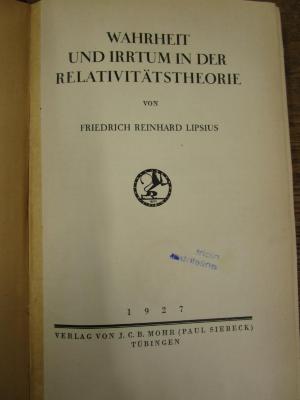 WAHRHEIT
UND IRRTUM IN DER
RELATIVITÄTSTHEORIE
VON
FRIEDRICH REINHARD LIPSIUS
1927
VERLAG VON J. C. B. MOHR (PAUL SIEBECK)
TÜBINGEN